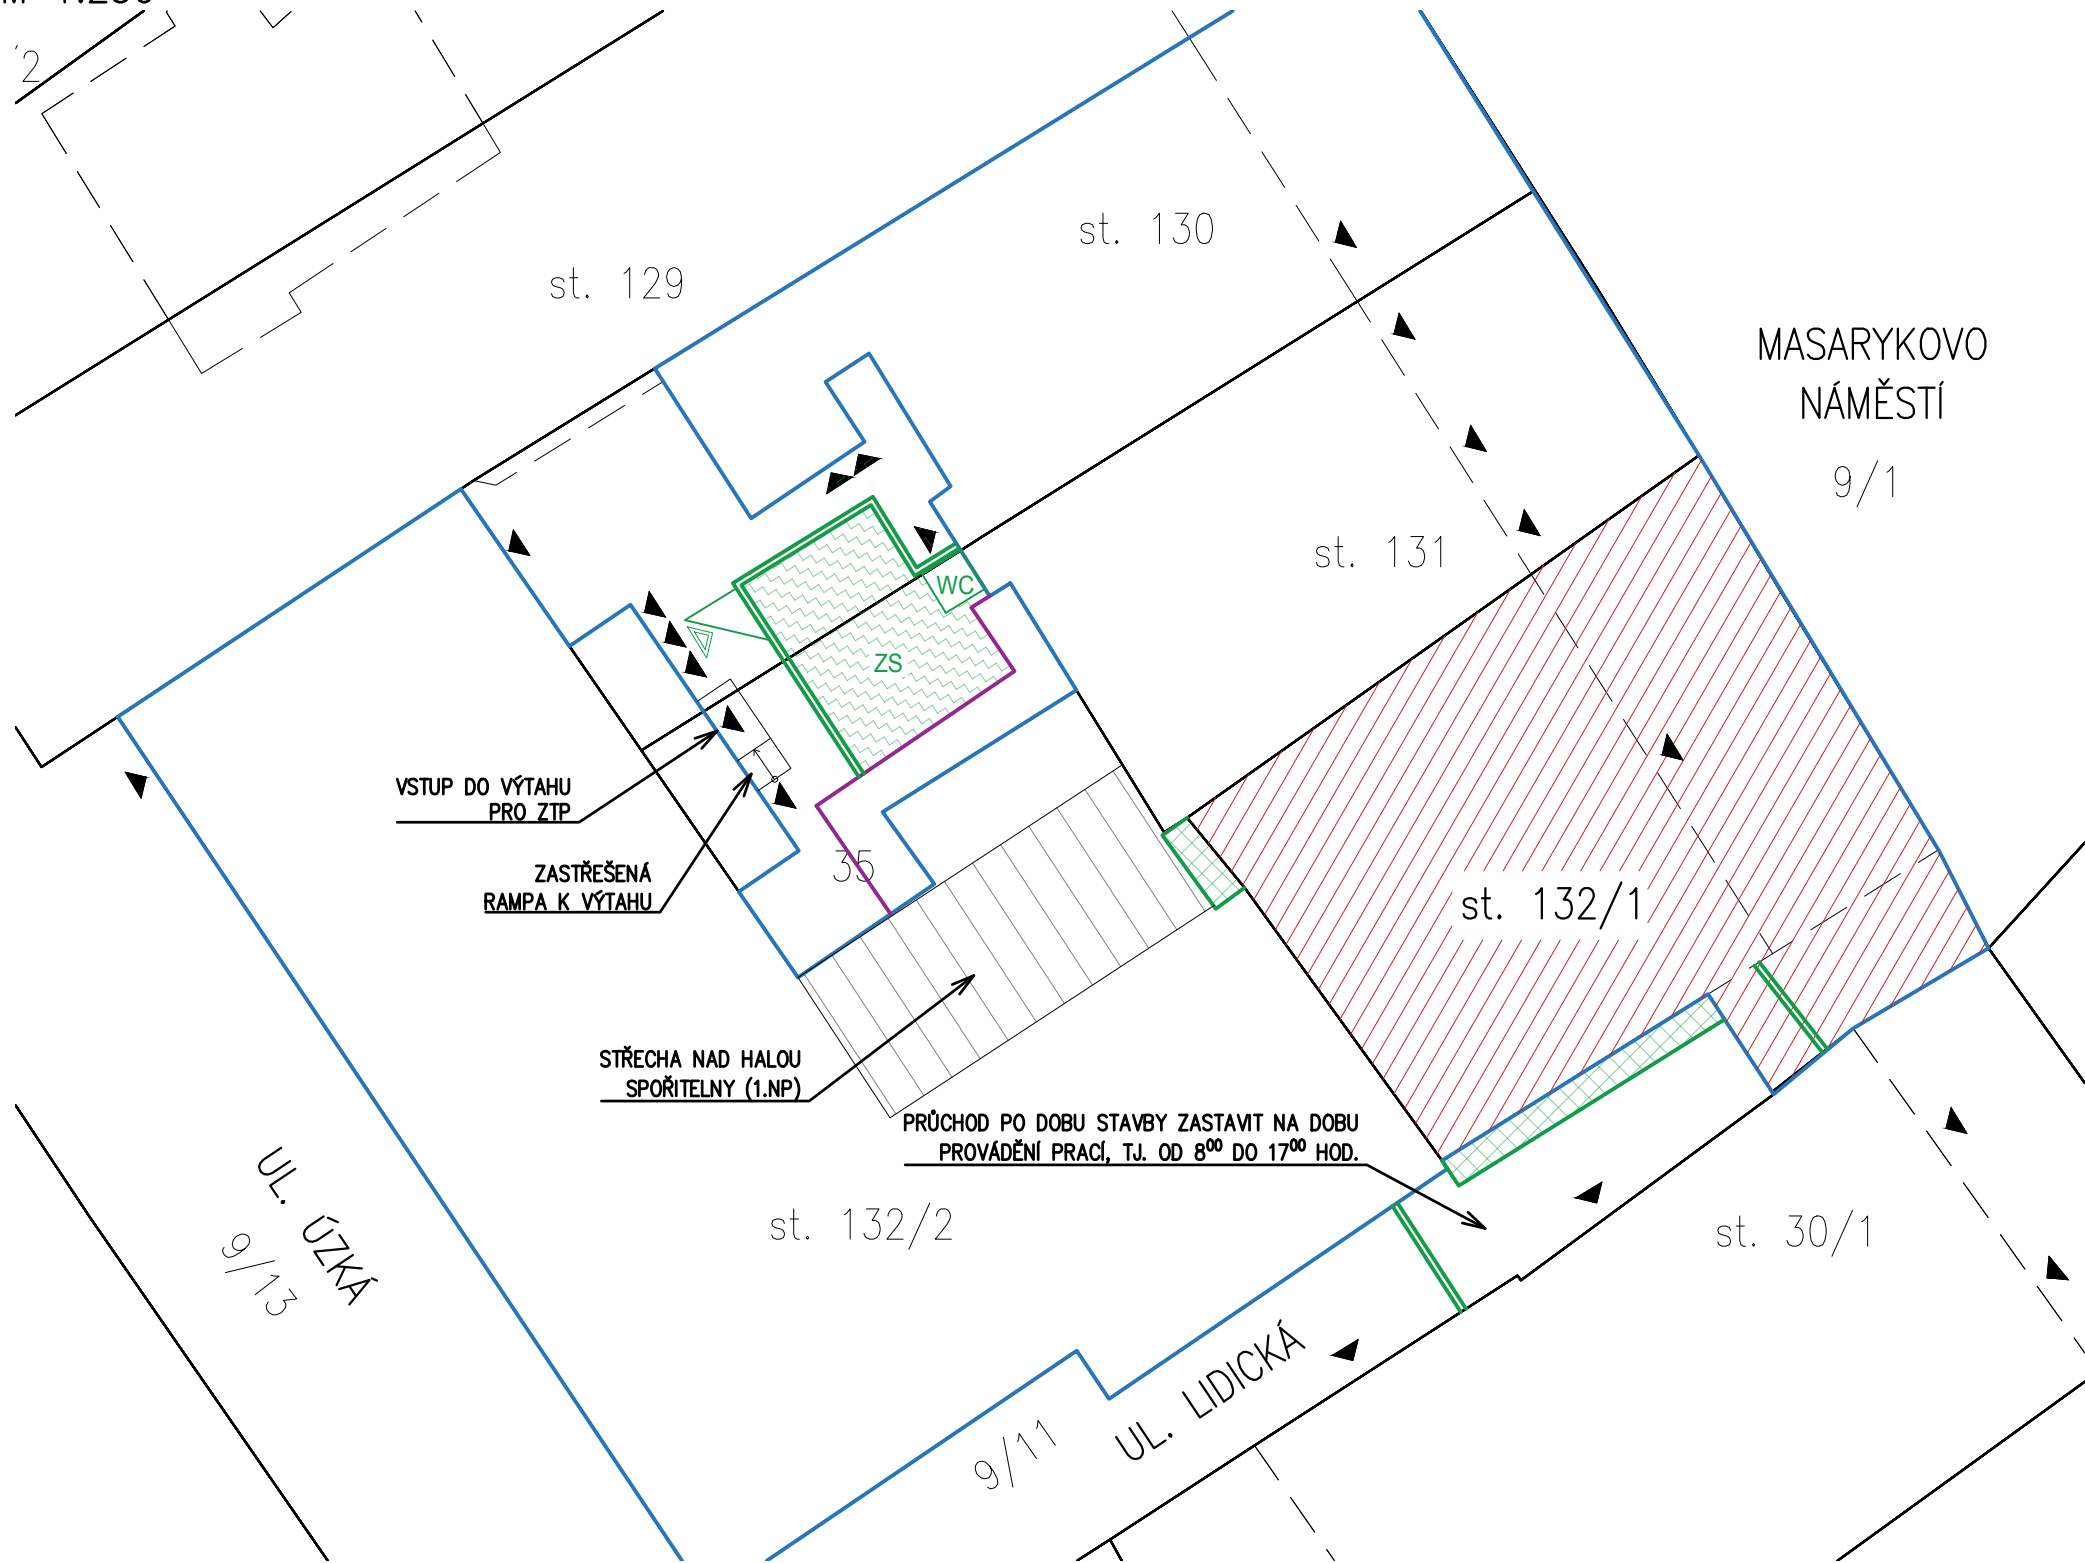 2
st. 129
st. 130
MASARYKOVO
NÁMĚSTÍ
9/1
st. 131
WC
ZS
VSTUP DO VÝTAHU
PRO ZTP
ZASTŘEŠENÁ
RAMPA K VÝTAHU
35
st. 132/1
STŘECHA NAD HALOU
SPOŘITELNY (1.NP)
PRŮCHOD PO DOBU STAVBY ZASTAVIT NA DOBU
PROVÁDĚNÍ PRACÍ, TJ. OD 8⁰⁰ DO 17⁰⁰ HOD.
UL. ÚZKÁ
9/13
st. 132/2
st. 30/1
UL. LIDICKÁ
9/11